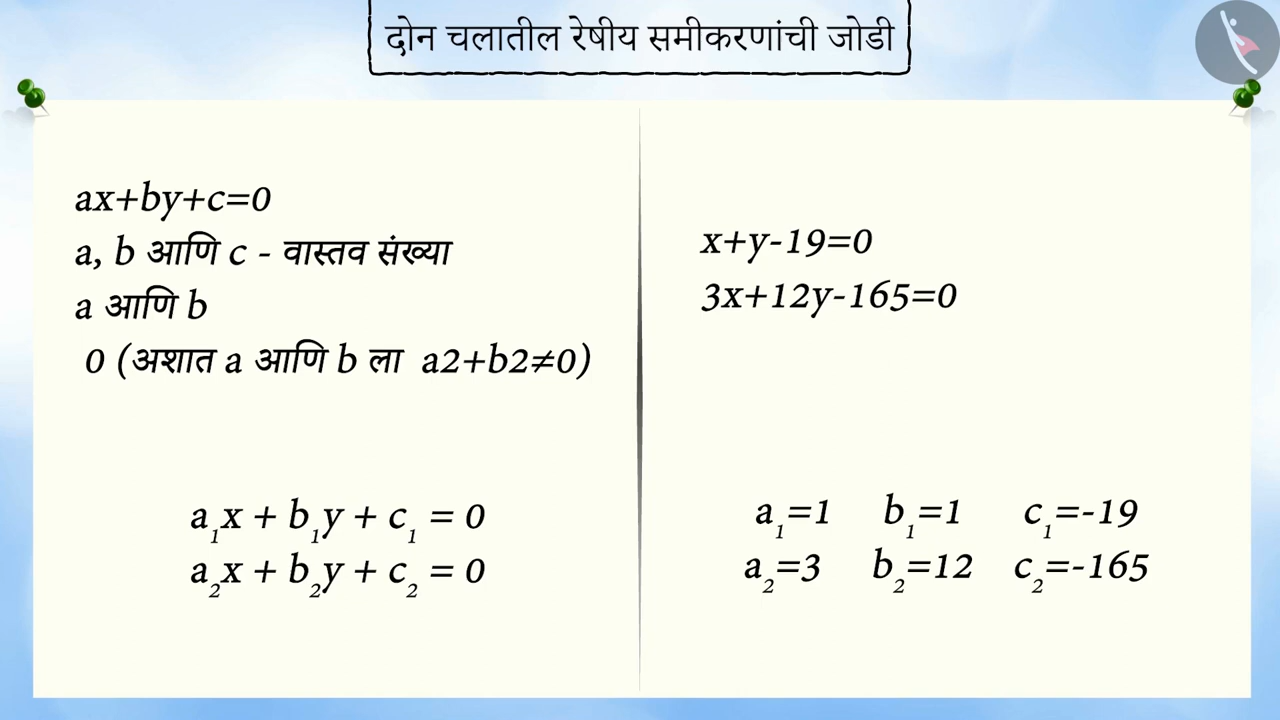 दोन चलातील रेषीय समीकरणांची जोडी
ax+by+c=0
a, b आणि c - वास्तव संख्या
a आणि b
0 (अशात a आणि b ला a2+b2≠0)
a₁x + b₁y + c₁ = 0
a₂x + b₂y + c₂ = 0
x+y-19=0
3x+12y-165=0
a₁=1 b₁=1 c₁=-19
a₂=3 b₂=12 c₂=-165